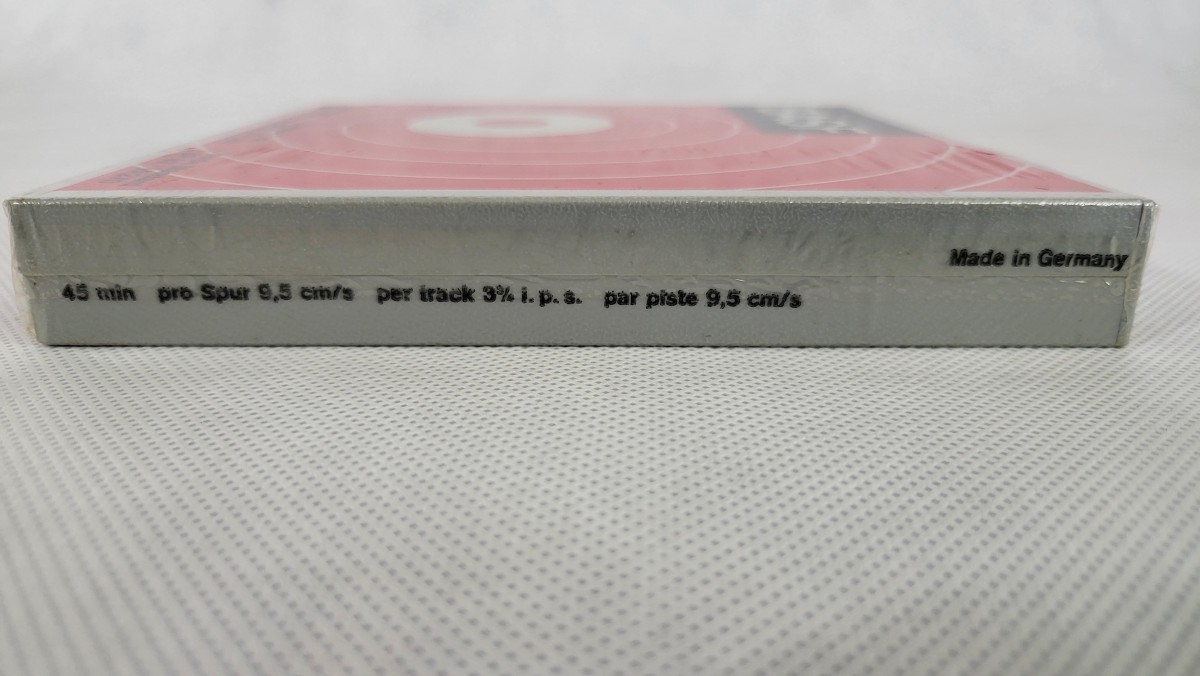 Made in Germany
45 min pro Spur 9,5 cm/s per track 3¾ i.p.s. par piste 9,5 cm/s